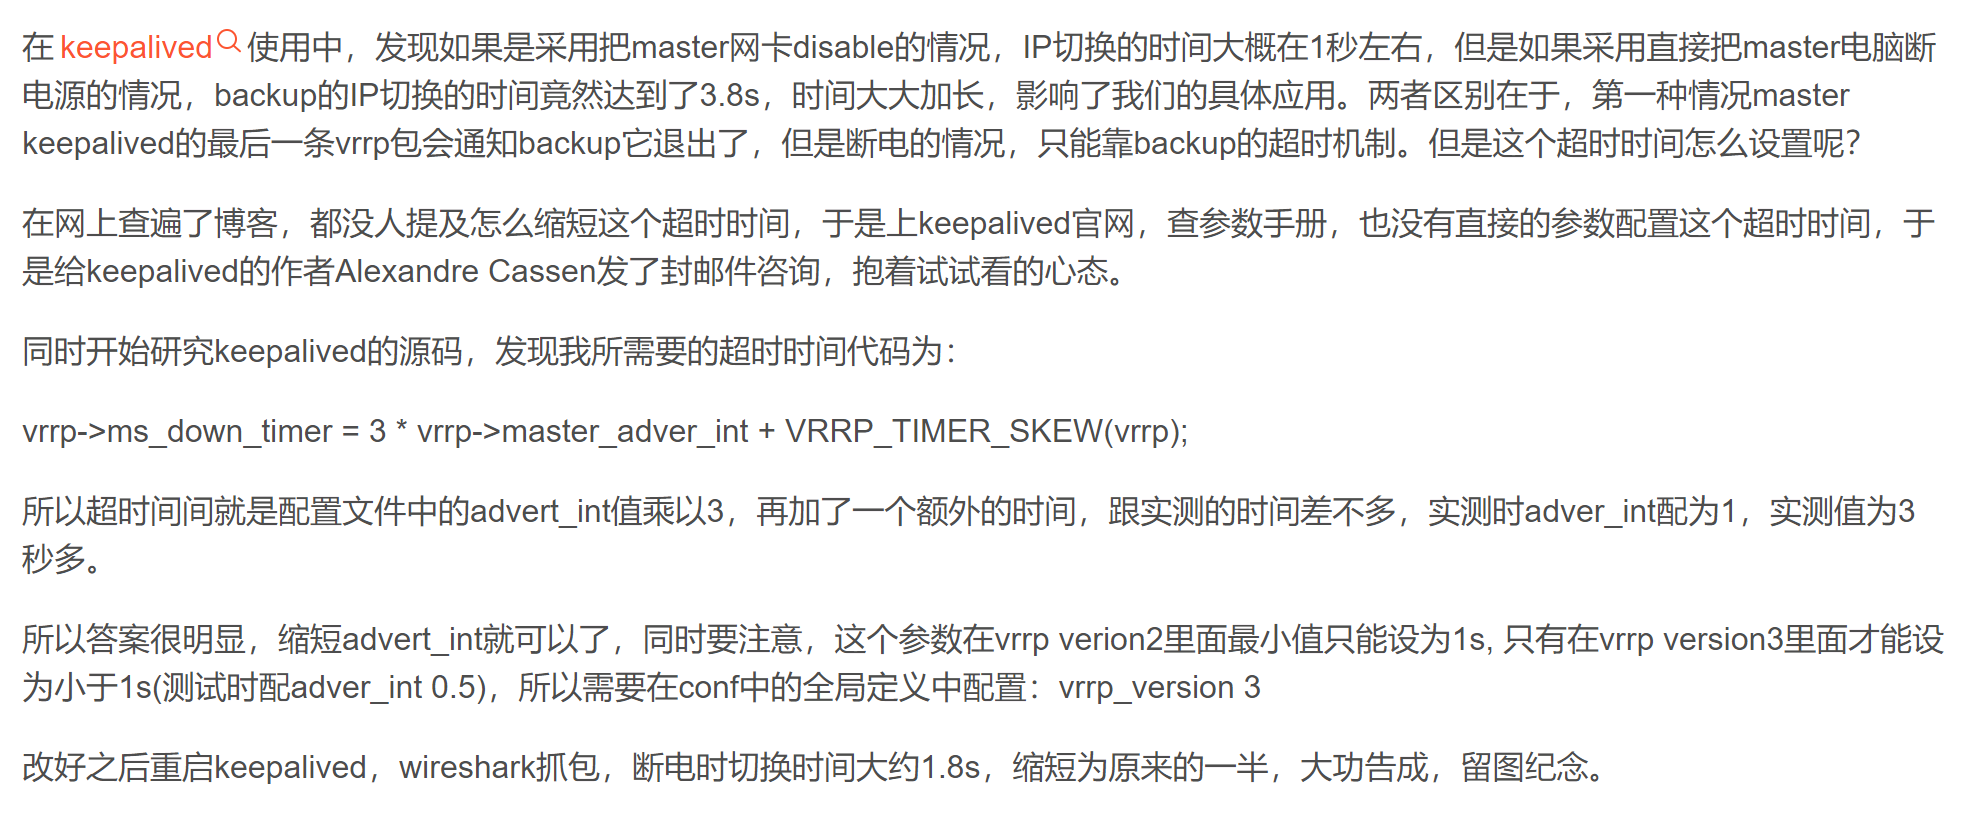 在 keepalived 使用中，发现如果是采用把master网卡disable的情况，IP切换的时间大概在1秒左右，但是如果采用直接把master电脑断
电源的情况，backup的IP切换的时间竟然达到了3.8s，时间大大加长，影响了我们的具体应用。两者区别在于，第一种情况master
keepalived的最后一条vrrp包会通知backup它退出了，但是断电的情况，只能靠backup的超时机制。但是这个超时时间怎么设置呢？
在网上查遍了博客，都没人提及怎么缩短这个超时时间，于是上keepalived官网，查参数手册，也没有直接的参数配置这个超时时间，于
是给keepalived的作者Alexandre Cassen发了封邮件咨询，抱着试试看的心态。
同时开始研究keepalived的源码，发现我所需要的超时时间代码为：
vrrp->ms_down_timer = 3 * vrrp->master_adver_int + VRRP_TIMER_SKEW(vrrp);
所以超时间间就是配置文件中的advert_int值乘以3，再加了一个额外的时间，跟实测的时间差不多，实测时adver_int配为1，实测值为3
秒多。
所以答案很明显，缩短advert_int就可以了，同时要注意，这个参数在vrrp verion2里面最小值只能设为1s, 只有在vrrp version3里面才能设
为小于1s(测试时配adver_int 0.5)，所以需要在conf中的全局定义中配置：vrrp_version 3
改好之后重启keepalived，wireshark抓包，断电时切换时间大约1.8s，缩短为原来的一半，大功告成，留图纪念。